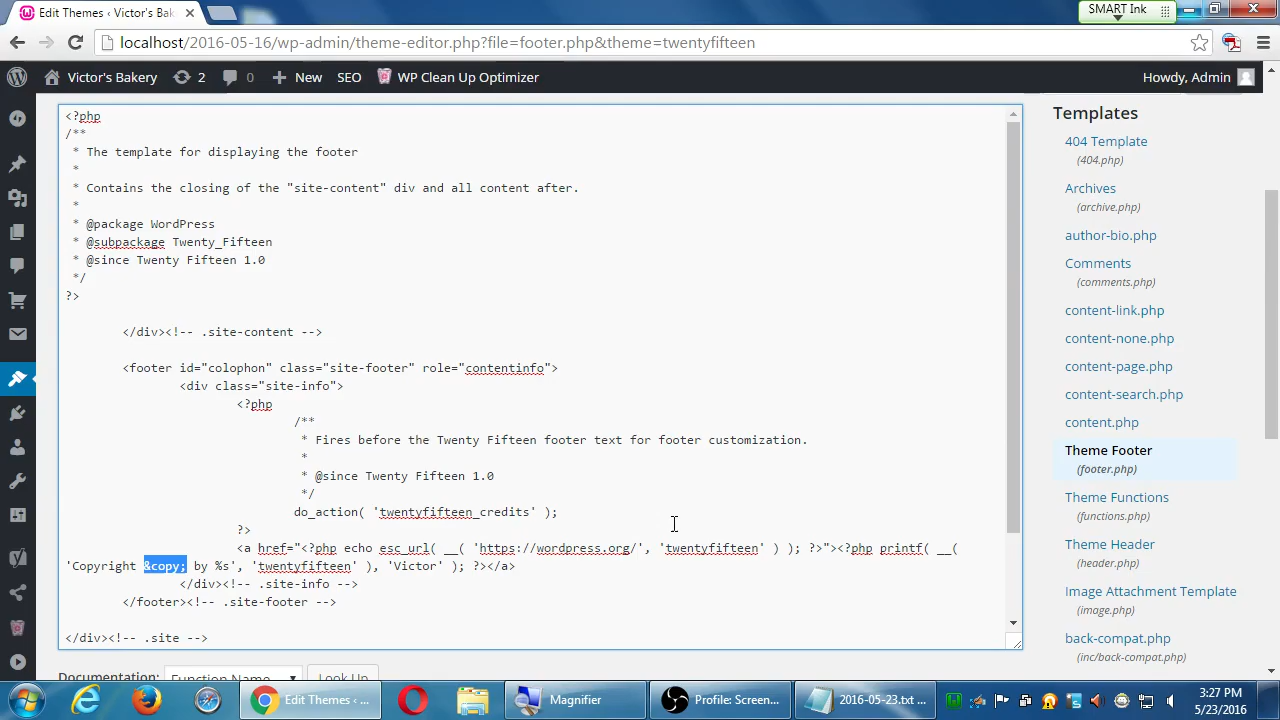 Edit Themes ‹ Victor's Bak
SMART Ink
localhost/2016-05-16/wp-admin/theme-editor.php?file=footer.php&theme=twentyfifteen
Victor's Bakery 2 0 New SEO WP Clean Up Optimizer Howdy, Admin
<?php
/**
* The template for displaying the footer
*
* Contains the closing of the "site-content" div and all content after.
*
* @package WordPress
* @subpackage Twenty_Fifteen
* @since Twenty Fifteen 1.0
*/
?>
</div><!-- .site-content -->
<footer id="colophon" class="site-footer" role="contentinfo">
<div class="site-info">
<?php
/**
* Fires before the Twenty Fifteen footer text for footer customization.
*
* @since Twenty Fifteen 1.0
*/
do_action( 'twentyfifteen_credits' );
?>
<a href="<?php echo esc_url( __( 'https://wordpress.org/', 'twentyfifteen' ) ); ?>"><?php printf( __(
'Copyright &copy; by %s', 'twentyfifteen' ), 'Victor' ); ?></a>
</div><!-- .site-info -->
</footer><!-- .site-footer -->
</div><!-- .site -->
Documentation: Function Name... Look Up
Templates
404 Template
(404.php)
Archives
(archive.php)
author-bio.php
Comments
(comments.php)
content-link.php
content-none.php
content-page.php
content-search.php
content.php
Theme Footer
(footer.php)
Theme Functions
(functions.php)
Theme Header
(header.php)
Image Attachment Template
(image.php)
back-compat.php
(inc/back-compat.php)
Edit Themes ‹ ...
Magnifier
Profile: Screen...
2016-05-23.txt ...
3:27 PM
5/23/2016